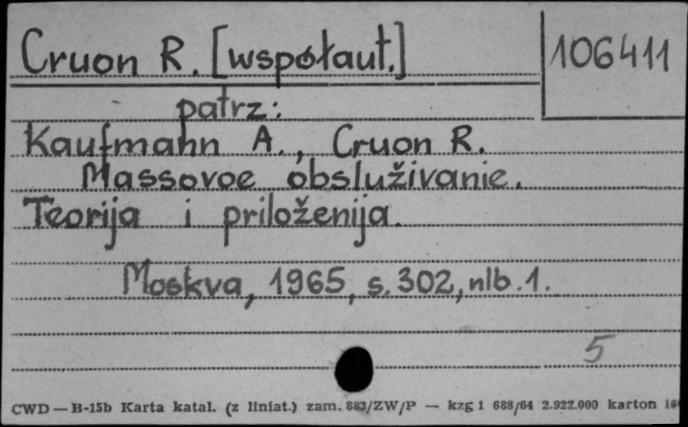 Cruon R. [współaut.]
106411
patrz:
Kaufmann A., Cruon R.
Massovoe obsluživanie.
Teorija i priloženija.
Moskva, 1965, s. 302, nlb. 1.
5
CWD — B-15b Karta katal. (z liniat.) zam. 883/ZW/P — kzg 1 688/64 2.922.000 karton